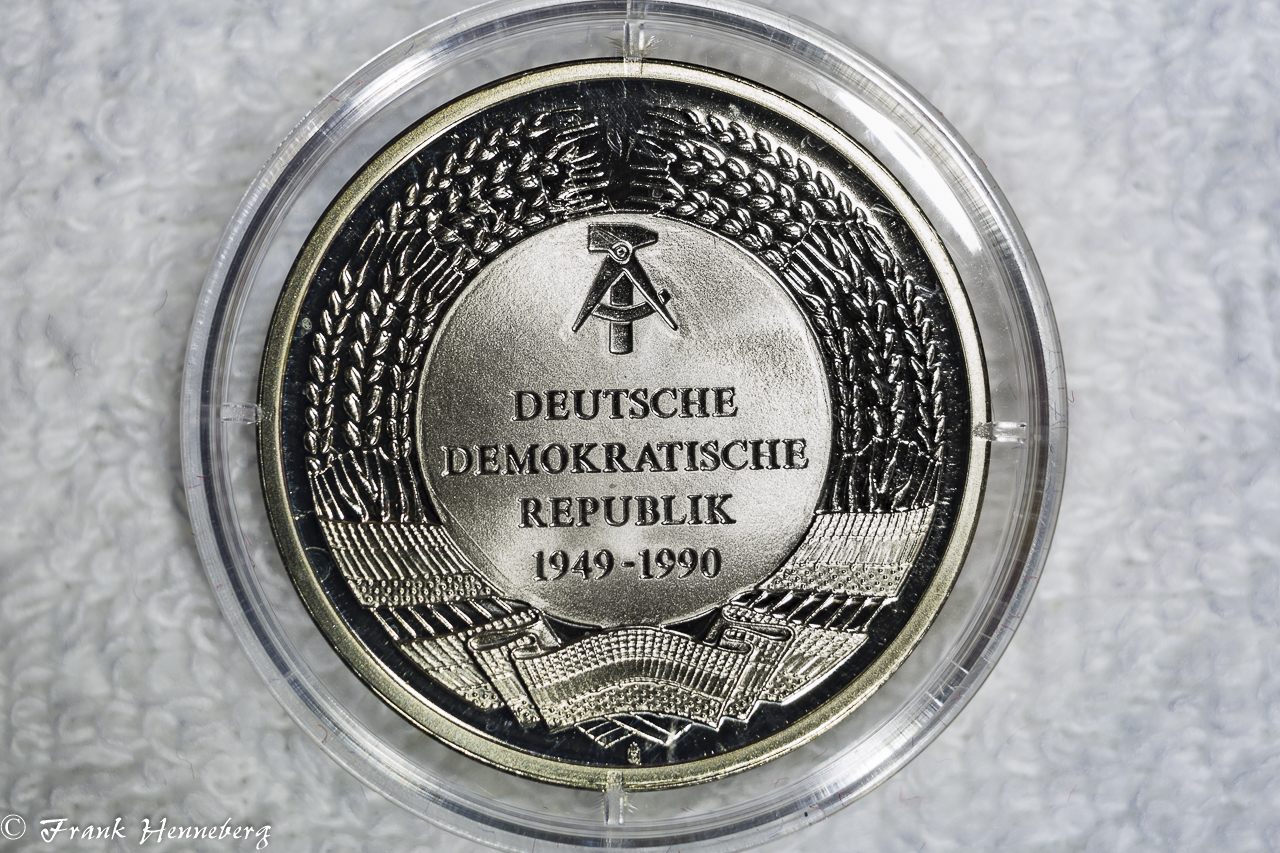 DEUTSCHE
DEMOKRATISCHE
REPUBLIK
1949-1990
© Frank Henneberg